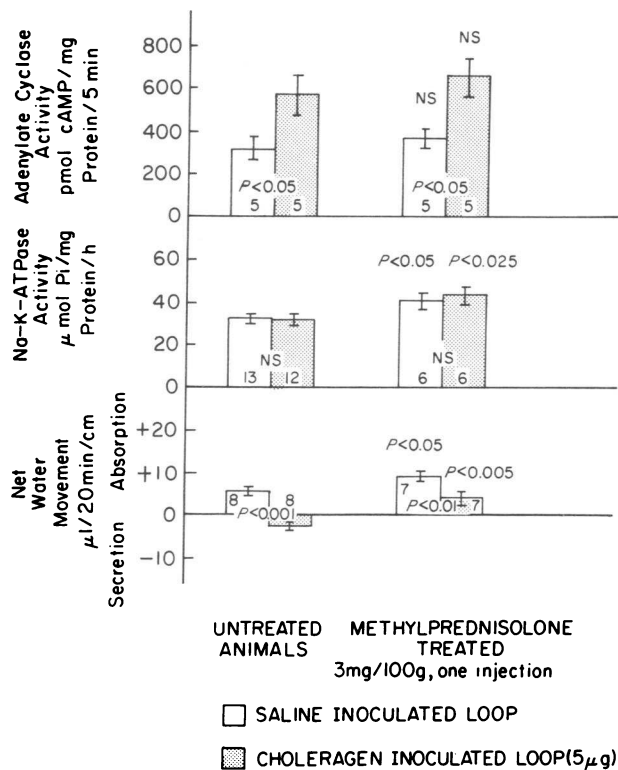 Adenylate Cyclase
Activity
pmol cAMP/mg
Protein/5 min
800
600
400
200
0
NS
NS
P<0.05
5 5
P<0.05
5 5
Na-K-ATPase
Activity
μmol Pi/mg
Protein/h
60
40
20
0
P<0.05 P<0.025
NS
13 12
NS
6 6
Net
Water
Movement
μl/20min/cm
Secretion Absorption
+20
+10
0
-10
P<0.05
P<0.005
8 8
P<0.001
7
P<0.01 7
UNTREATED
ANIMALS
METHYLPREDNISOLONE
TREATED
3mg/100g, one injection
SALINE INOCULATED LOOP
CHOLERAGEN INOCULATED LOOP(5μg)